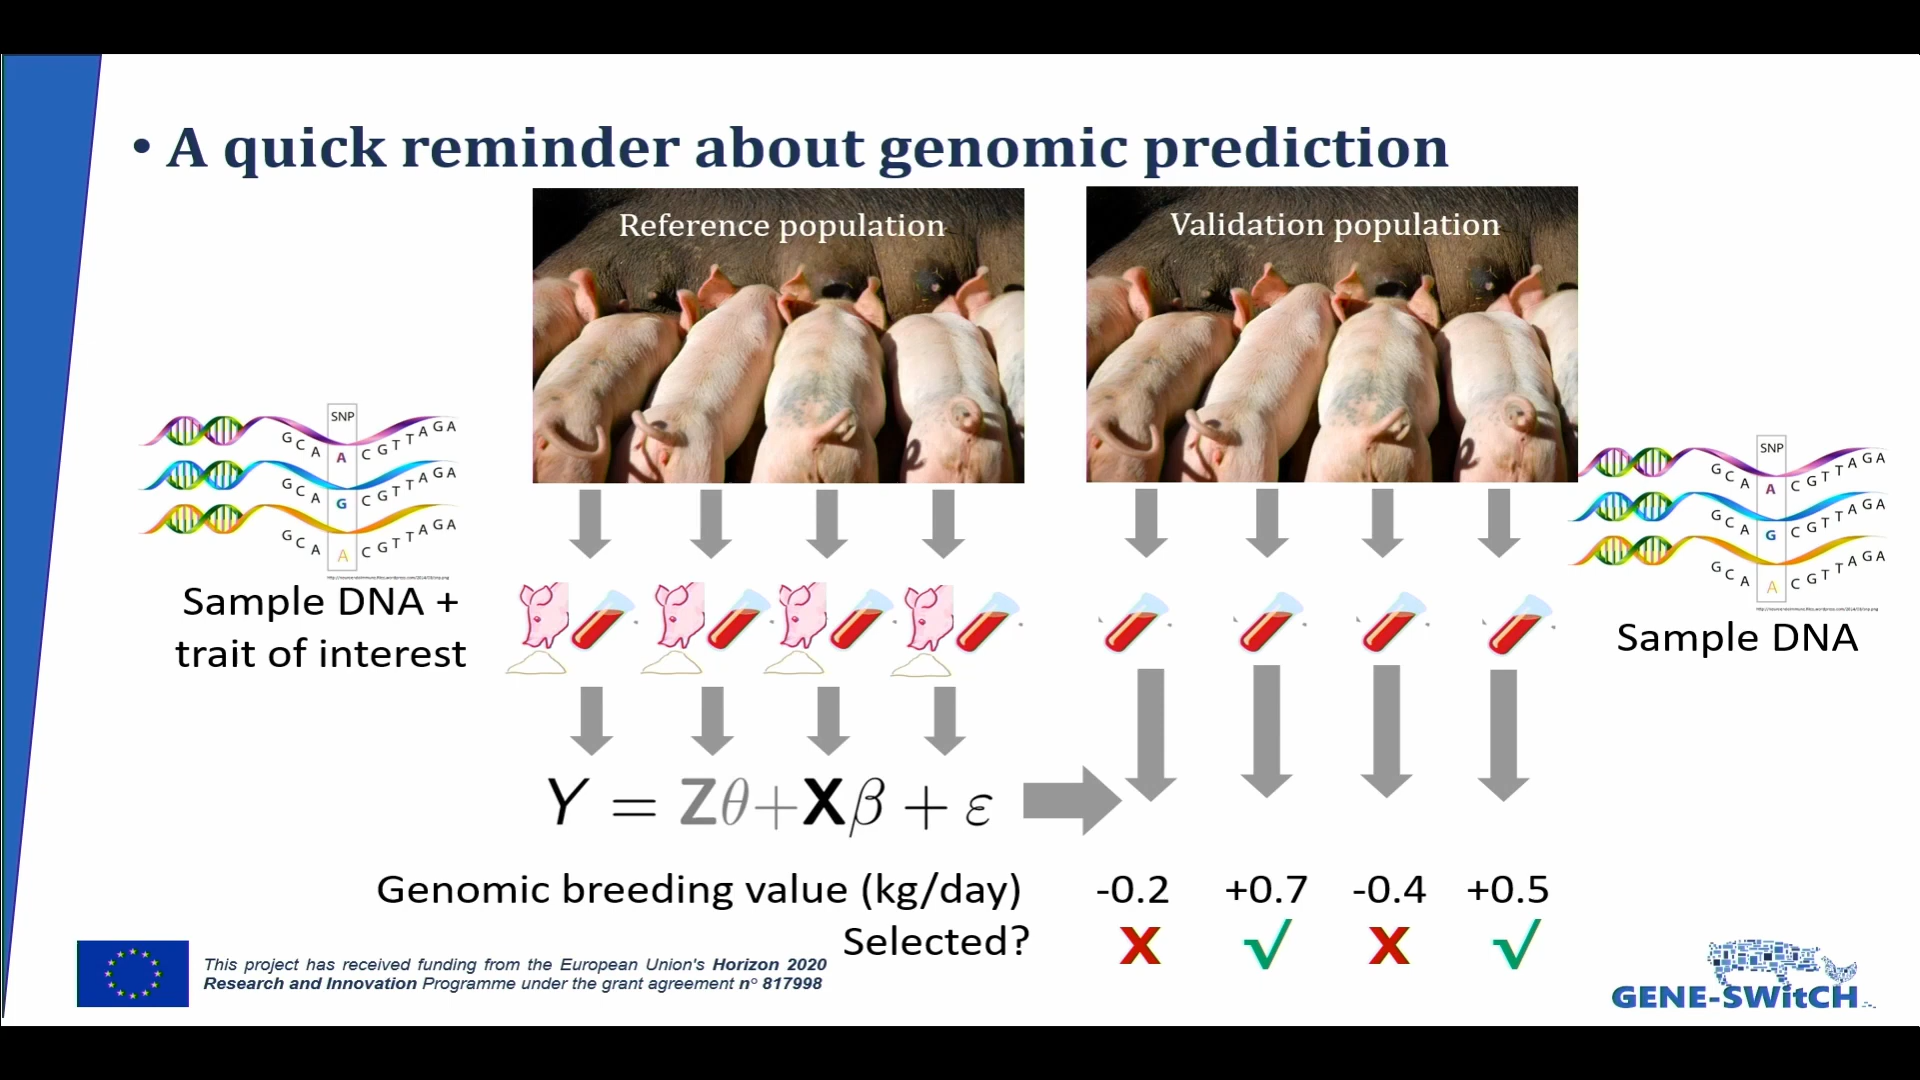 • A quick reminder about genomic prediction
Reference population
Validation population
SNP
G C A A C G T T A G A
G C A G C G T T A G A
G C A A C G T T A G A
Sample DNA +
trait of interest
SNP
G C A A C G T T A G A
G C A G C G T T A G A
G C A A C G T T A G A
Sample DNA
Y = Zθ+Xβ + ε
Genomic breeding value (kg/day) -0.2 +0.7 -0.4 +0.5
Selected? X √ X √
This project has received funding from the European Union's Horizon 2020
Research and Innovation Programme under the grant agreement n° 817998
GENE-SWitCH